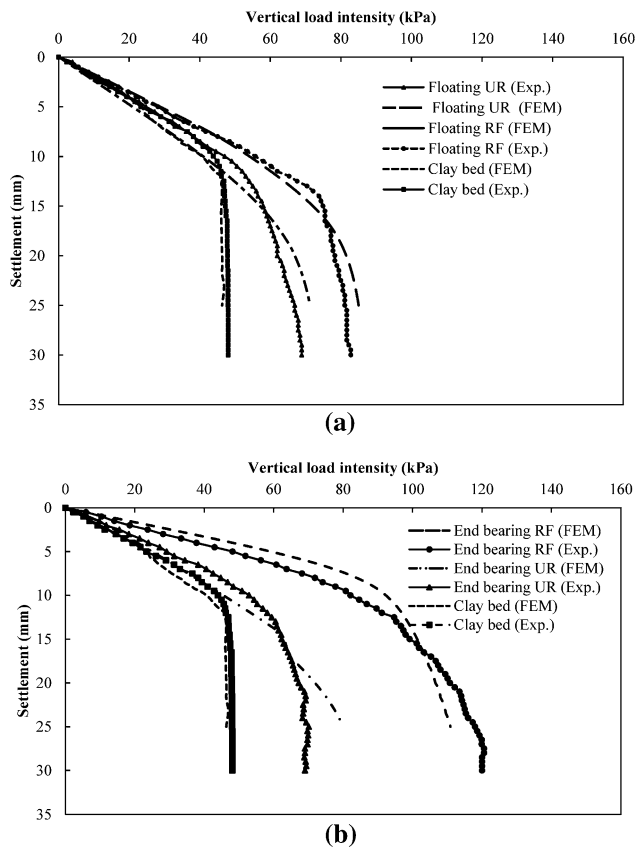 Vertical load intensity (kPa)
0 20 40 60 80 100 120 140 160
0
5
10
15
20
25
30
35
Settlement (mm)
Floating UR (Exp.)
Floating UR (FEM)
Floating RF (FEM)
Floating RF (Exp.)
Clay bed (FEM)
Clay bed (Exp.)
(a)
Vertical load intensity (kPa)
0 20 40 60 80 100 120 140 160
0
5
10
15
20
25
30
35
Settlement (mm)
End bearing RF (FEM)
End bearing RF (Exp.)
End bearing UR (FEM)
End bearing UR (Exp.)
Clay bed (FEM)
Clay bed (Exp.)
(b)